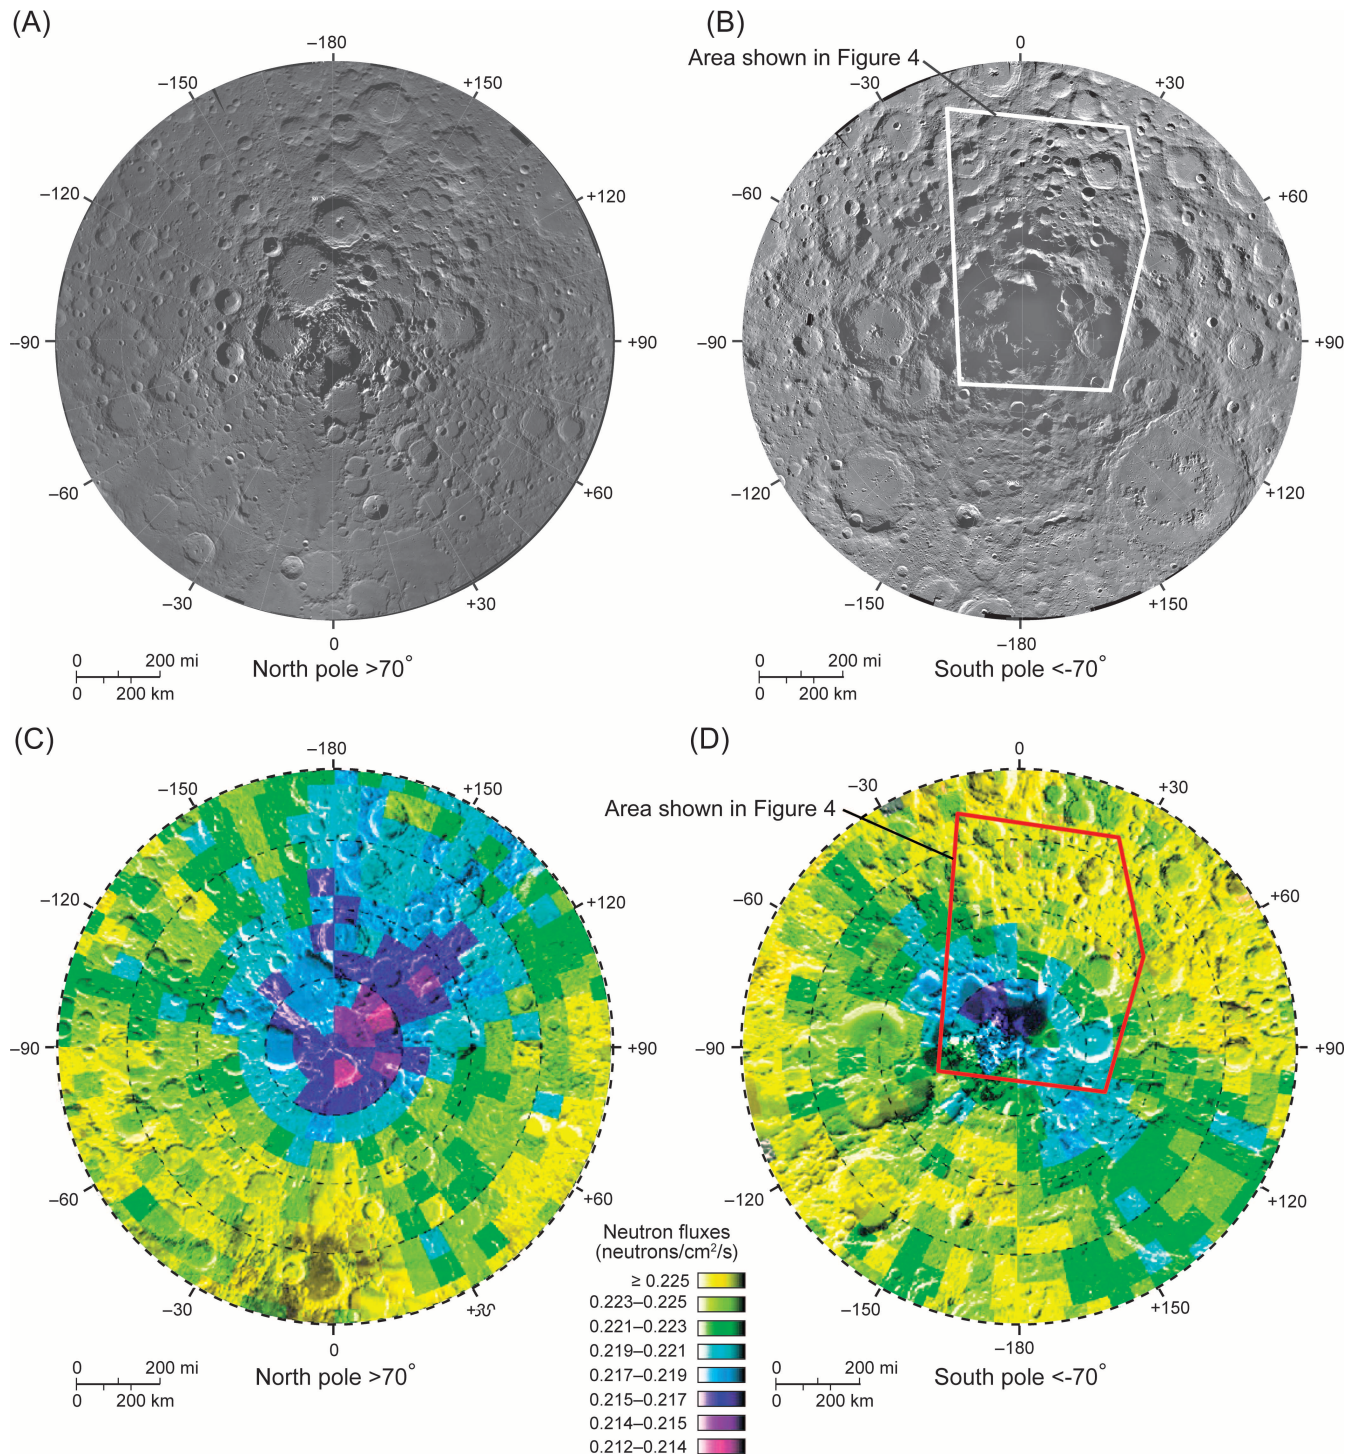 (A)
(B)
–180
0
Area shown in Figure 4
–150
+150
–30
+30
–120
+120
–60
+60
–90
+90
–90
+90
–60
+60
–120
+120
–30
+30
–150
+150
0
–180
0 200 mi
0 200 km
North pole >70°
0 200 mi
0 200 km
South pole <-70°
(C)
(D)
–180
0
–150
+150
–30
+30
Area shown in Figure 4
–120
+120
–60
+60
–90
+90
–90
+90
–60
+60
–120
+120
Neutron fluxes
(neutrons/cm²/s)
≥ 0.225
0.223–0.225
0.221–0.223
0.219–0.221
0.217–0.219
0.215–0.217
0.214–0.215
0.212–0.214
–30
+30
–150
+150
0
–180
0 200 mi
0 200 km
North pole >70°
0 200 mi
0 200 km
South pole <-70°